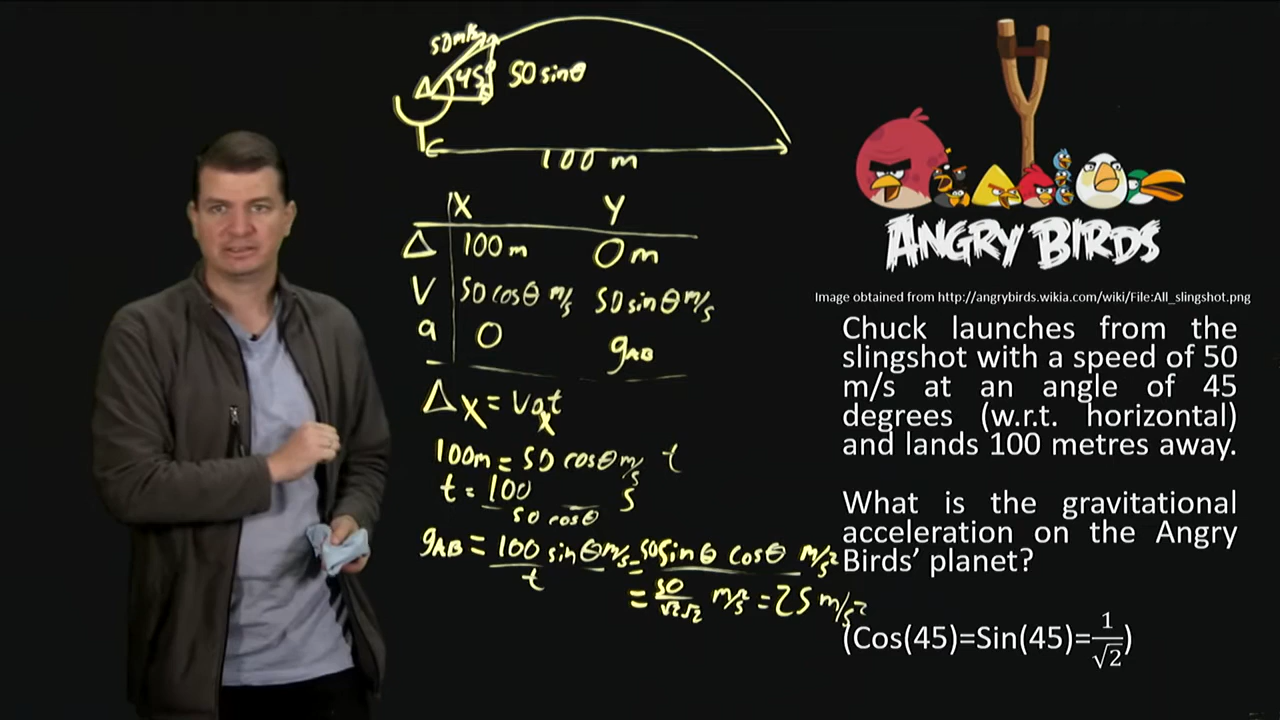 50m/s
45° 50 sinθ
100 m
X Y
Δ 100 m 0 m
V 50 cosθ m/s 50 sinθ m/s
a 0 gAB
Δx = V0xt
100m = 50 cosθ m/s t
t = 100 / 50 cosθ s
gAB = 100 sinθ m/s / t = 50 sinθ cosθ m/s²
= 50 / √2√2 m/s² = 25 m/s²
ANGRY BIRDS
Image obtained from http://angrybirds.wikia.com/wiki/File:All_slingshot.png
Chuck launches from the
slingshot with a speed of 50
m/s at an angle of 45
degrees (w.r.t. horizontal)
and lands 100 metres away.
What is the gravitational
acceleration on the Angry
Birds' planet?
(Cos(45)=Sin(45)=1/√2)